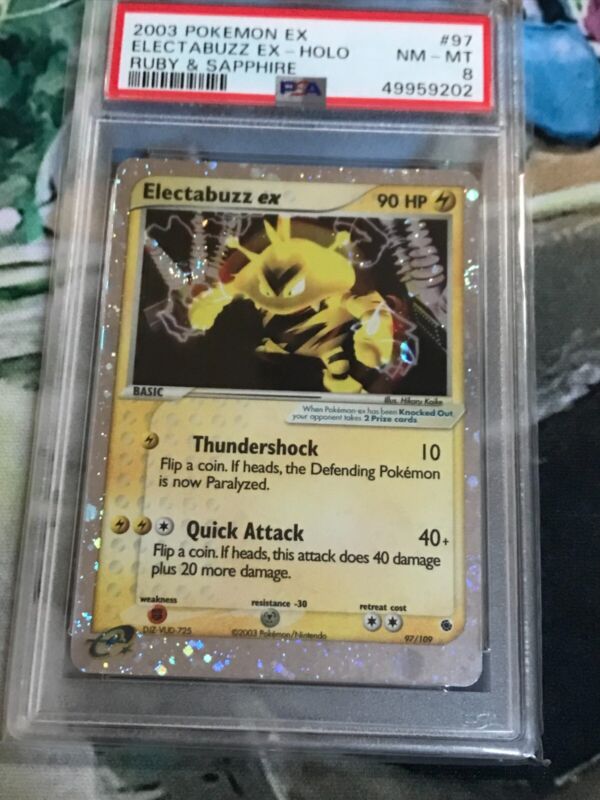 2003 POKEMON EX #97
ELECTABUZZ EX - HOLO NM - MT
RUBY & SAPPHIRE 8
PSA 49959202
Electabuzz ex 90 HP
BASIC
Illus. Hikaru Koike
When Pokémon-ex has been Knocked Out,
your opponent takes 2 Prize cards.
Thundershock 10
Flip a coin. If heads, the Defending Pokémon
is now Paralyzed.
Quick Attack 40+
Flip a coin. If heads, this attack does 40 damage
plus 20 more damage.
weakness resistance -30 retreat cost
DJZ-VUD-725 ©2003 Pokémon/Nintendo 97/109
e